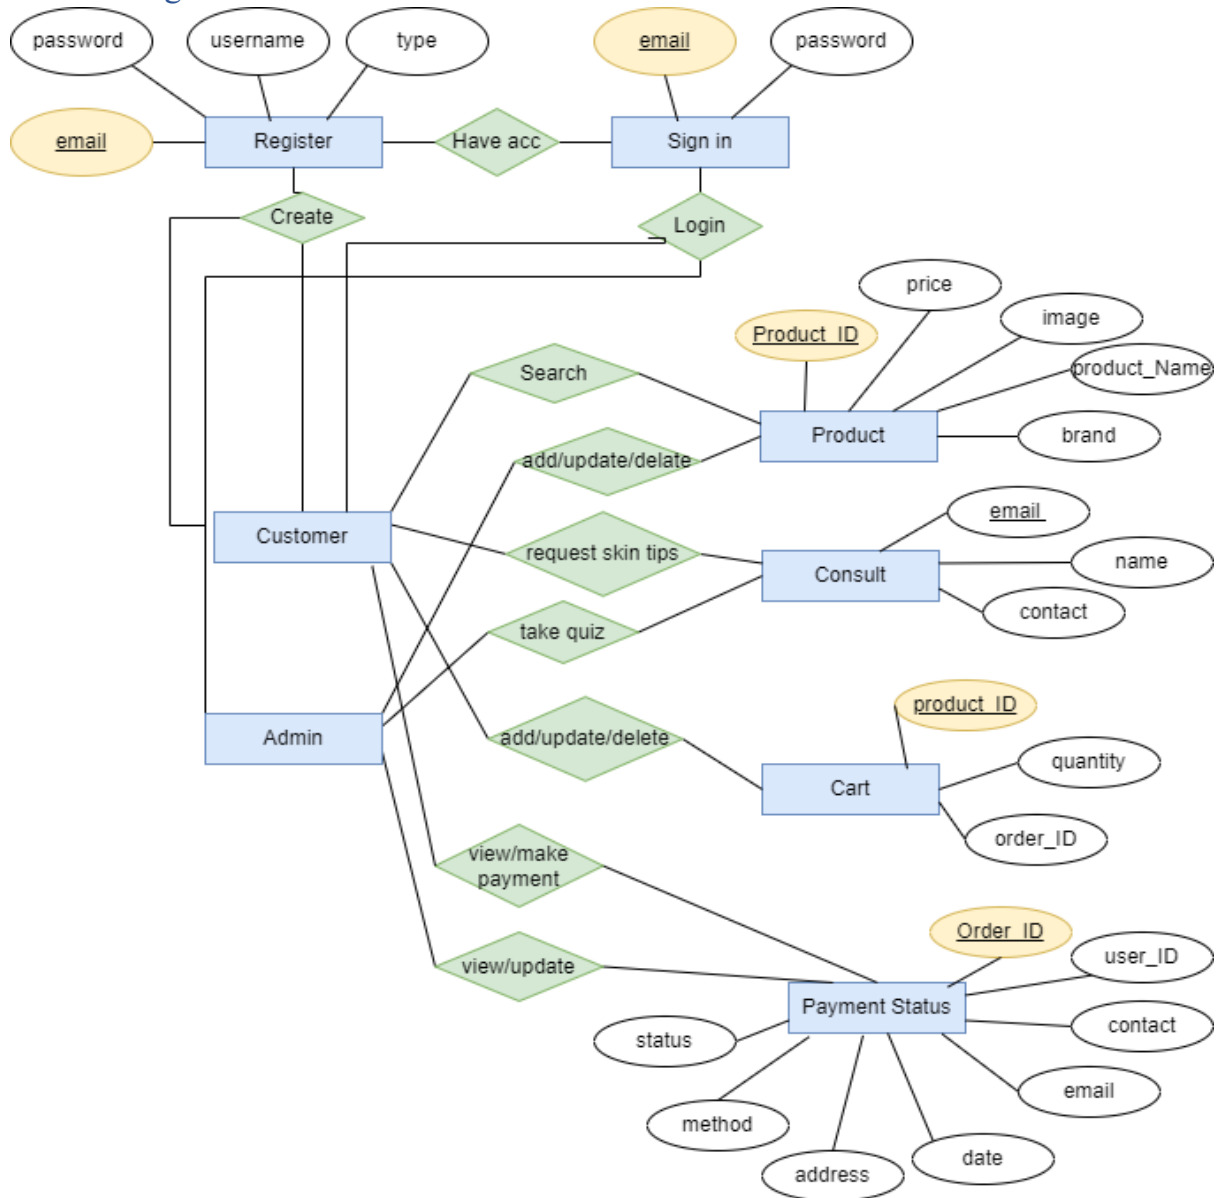 password
username
type
email
password
email
Register
Have acc
Sign in
Create
Login
price
Product_ID
image
Search
product_Name
Product
brand
add/update/delate
email
Customer
request skin tips
name
Consult
contact
take quiz
product_ID
Admin
add/update/delete
quantity
Cart
order_ID
view/make
payment
Order_ID
user_ID
view/update
Payment Status
contact
status
email
method
date
address